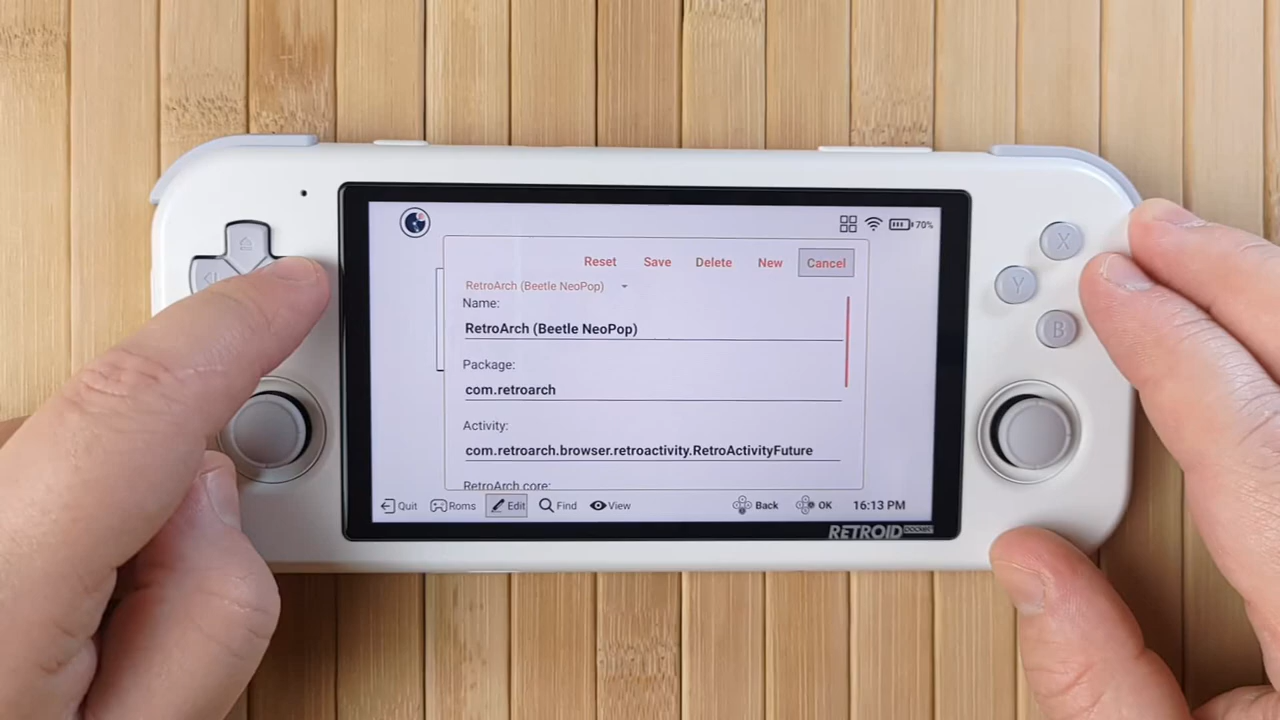 70%
Reset Save Delete New Cancel
RetroArch (Beetle NeoPop)
Name:
RetroArch (Beetle NeoPop)
Package:
com.retroarch
Activity:
com.retroarch.browser.retroactivity.RetroActivityFuture
RetroArch core:
Quit Roms Edit Find View Back OK 16:13 PM
RETROID POCKET
X
Y
B